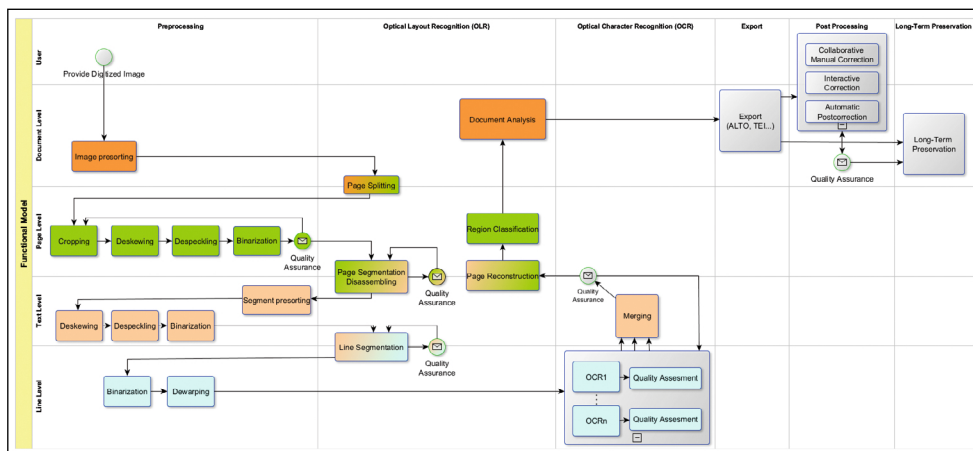 Preprocessing
Optical Layout Recognition (OLR)
Optical Character Recognition (OCR)
Export
Post Processing
Long-Term Preservation
Functional Model
User
Provide Digitized Image
Collaborative
Manual Correction
Interactive
Correction
Automatic
Postcorrection
Document Level
Image presorting
Page Splitting
Document Analysis
Export
(ALTO, TEI...)
Quality Assurance
Long-Term
Preservation
Page Level
Cropping
Deskewing
Despeckling
Binarization
Quality
Assurance
Page Segmentation
Disassembling
Quality
Assurance
Region Classification
Page Reconstruction
Quality
Assurance
Text Level
Segment presorting
Deskewing
Despeckling
Binarization
Merging
Line Segmentation
Quality
Assurance
Line Level
Binarization
Dewarping
OCR1
Quality Assesment
OCRn
Quality Assesment